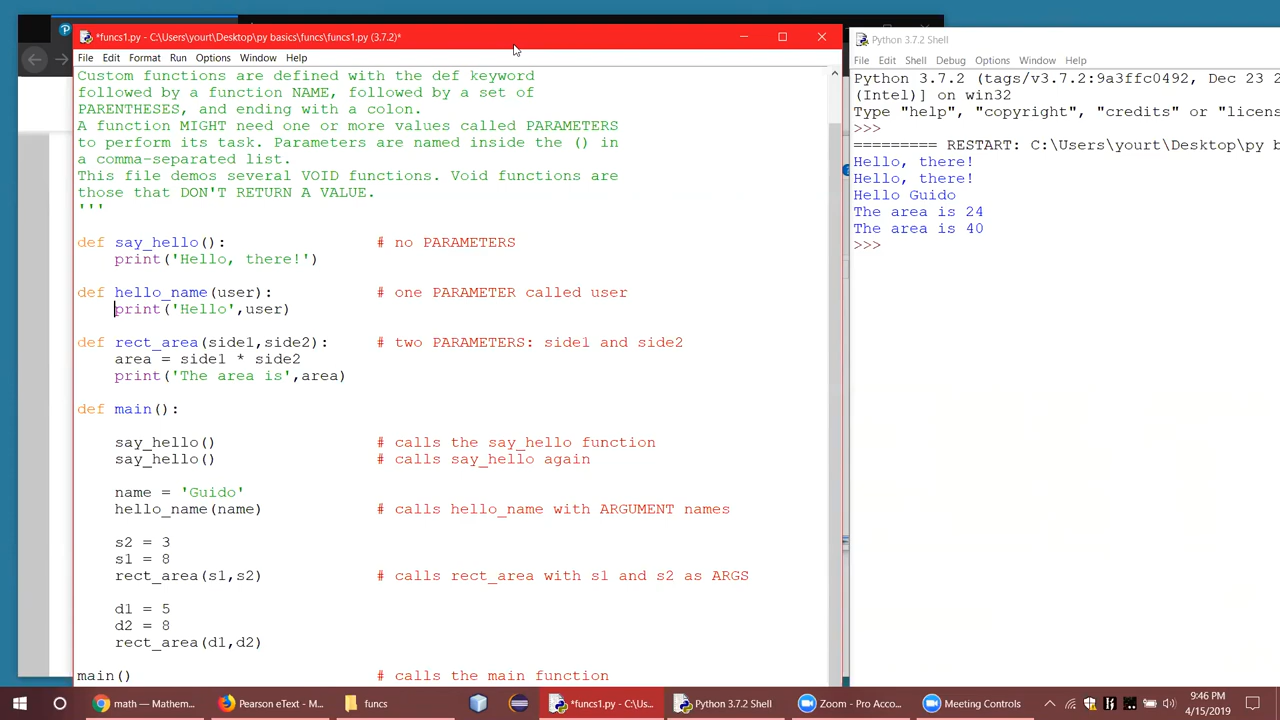 *funcs1.py - C:\Users\yourt\Desktop\py basics\funcs\funcs1.py (3.7.2)*
File Edit Format Run Options Window Help
Custom functions are defined with the def keyword
followed by a function NAME, followed by a set of
PARENTHESES, and ending with a colon.
A function MIGHT need one or more values called PARAMETERS
to perform its task. Parameters are named inside the () in
a comma-separated list.
This file demos several VOID functions. Void functions are
those that DON'T RETURN A VALUE.
'''
def say_hello(): # no PARAMETERS
print('Hello, there!')
def hello_name(user): # one PARAMETER called user
print('Hello',user)
def rect_area(side1,side2): # two PARAMETERS: side1 and side2
area = side1 * side2
print('The area is',area)
def main():
say_hello() # calls the say_hello function
say_hello() # calls say_hello again
name = 'Guido'
hello_name(name) # calls hello_name with ARGUMENT names
s2 = 3
s1 = 8
rect_area(s1,s2) # calls rect_area with s1 and s2 as ARGS
d1 = 5
d2 = 8
rect_area(d1,d2)
main() # calls the main function
Python 3.7.2 Shell
File Edit Shell Debug Options Window Help
Python 3.7.2 (tags/v3.7.2:9a3ffc0492, Dec 23
(Intel)] on win32
Type "help", "copyright", "credits" or "licens
>>>
========= RESTART: C:\Users\yourt\Desktop\py b
Hello, there!
Hello, there!
Hello Guido
The area is 24
The area is 40
>>>
math — Mathem...
Pearson eText - M...
funcs
*funcs1.py - C:\Us...
Python 3.7.2 Shell
Zoom - Pro Acco...
Meeting Controls
9:46 PM
4/15/2019